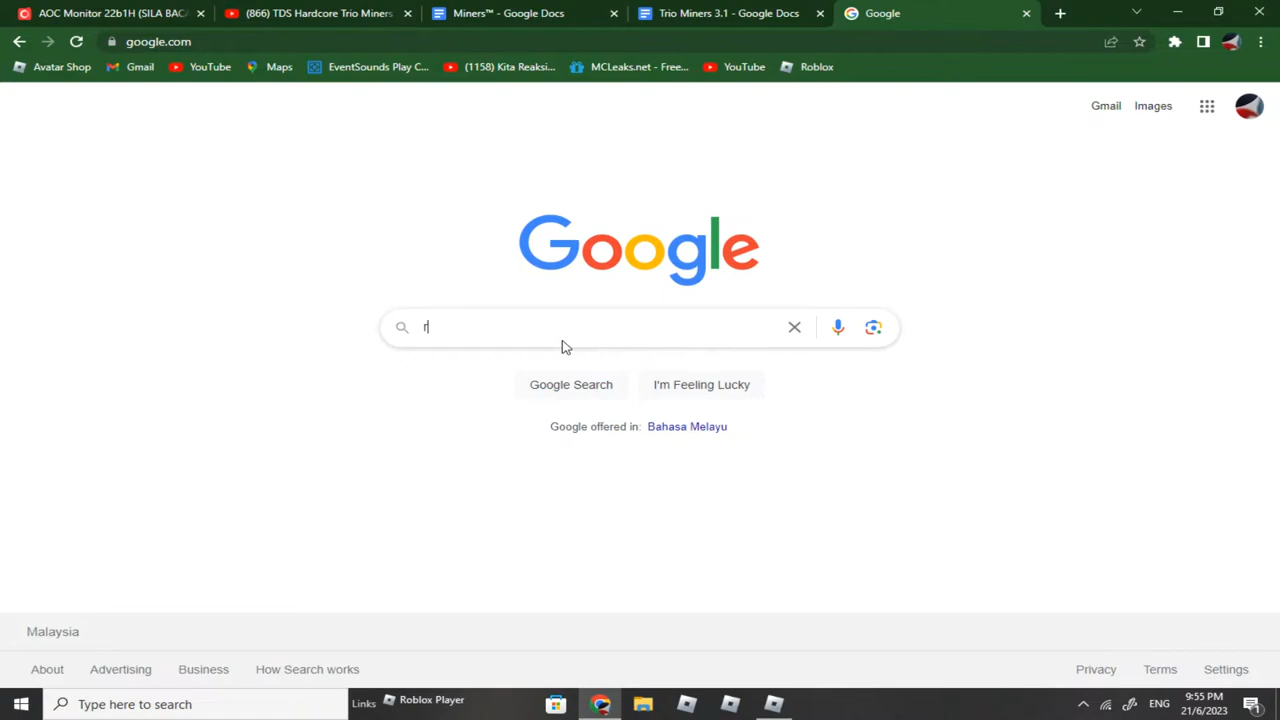 AOC Monitor 22b1H (SILA BAC
(866) TDS Hardcore Trio Miners
Miners™ - Google Docs
Trio Miners 3.1 - Google Docs
Google
google.com
Avatar Shop
Gmail
YouTube
Maps
EventSounds Play C...
(1158) Kita Reaksi...
MCLeaks.net - Free...
YouTube
Roblox
Gmail
Images
Google
r
Google Search
I'm Feeling Lucky
Google offered in: Bahasa Melayu
Malaysia
About
Advertising
Business
How Search works
Privacy
Terms
Settings
Type here to search
Links
Roblox Player
ENG
9:55 PM
21/6/2023
1